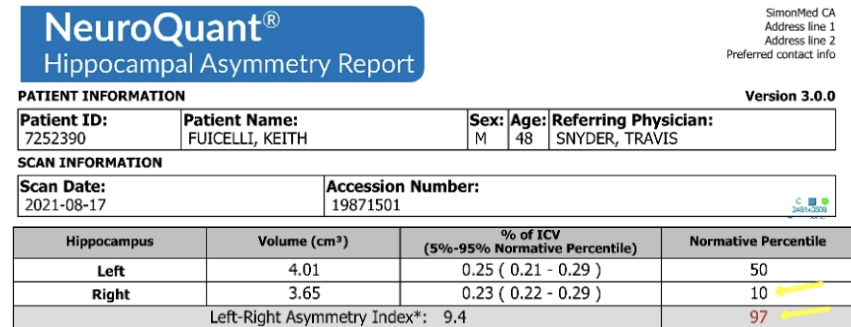 NeuroQuant®
Hippocampal Asymmetry Report
SimonMed CA
Address line 1
Address line 2
Preferred contact info
PATIENT INFORMATION
Version 3.0.0
Patient ID: Patient Name: Sex: Age: Referring Physician:
7252390 FUICELLI, KEITH M 48 SNYDER, TRAVIS
SCAN INFORMATION
Scan Date: Accession Number:
2021-08-17 19871501
Hippocampus Volume (cm³) % of ICV (5%-95% Normative Percentile) Normative Percentile
Left 4.01 0.25 ( 0.21 - 0.29 ) 50
Right 3.65 0.23 ( 0.22 - 0.29 ) 10
Left-Right Asymmetry Index*: 9.4 97